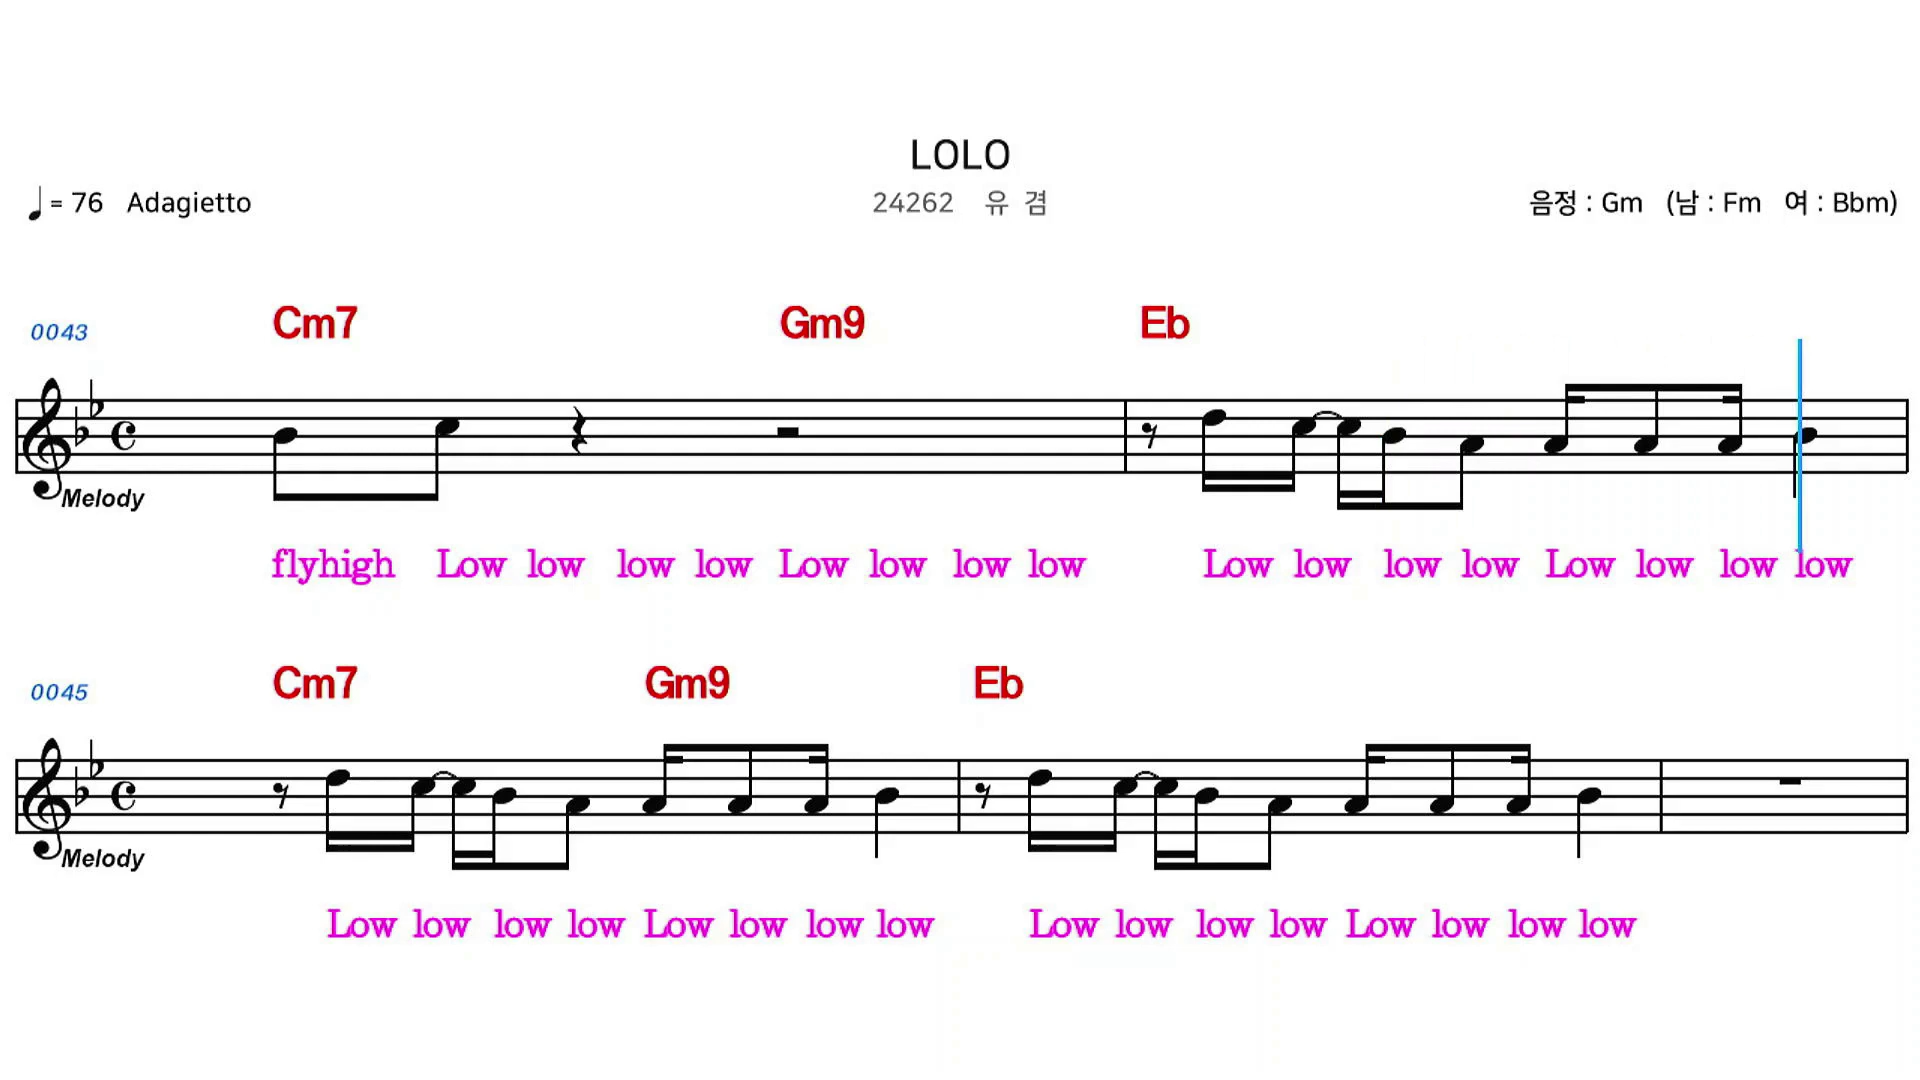 LOLO
♩ = 76 Adagietto 24262 유 겸 음정 : Gm (남 : Fm 여 : Bbm)
0043 Cm7 Gm9 Eb
Melody
flyhigh Low low low low Low low low low Low low low low Low low low low
0045 Cm7 Gm9 Eb
Melody
Low low low low Low low low low Low low low low Low low low low